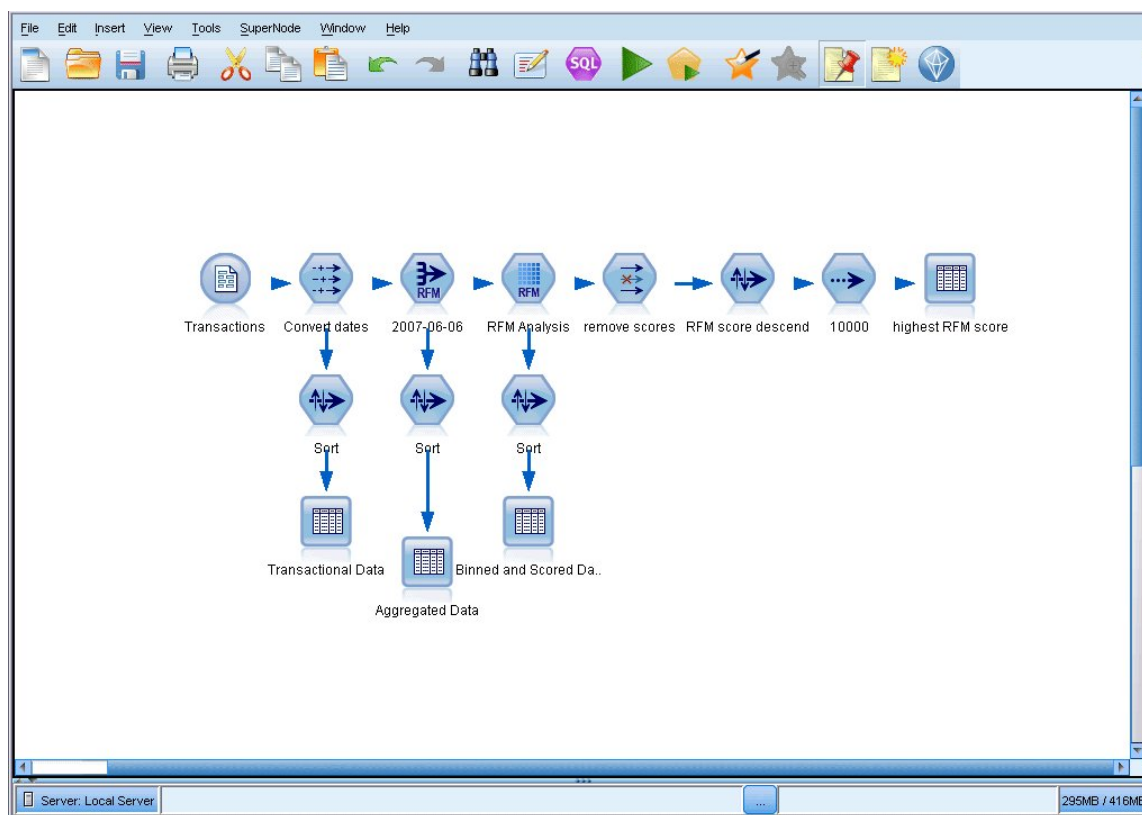 File Edit Insert View Tools SuperNode Window Help
SQL
RFM RFM
Transactions Convert dates 2007-06-06 RFM Analysis remove scores RFM score descend 10000 highest RFM score
Sort Sort Sort
Transactional Data Binned and Scored Da..
Aggregated Data
Server: Local Server ... 295MB / 416MB